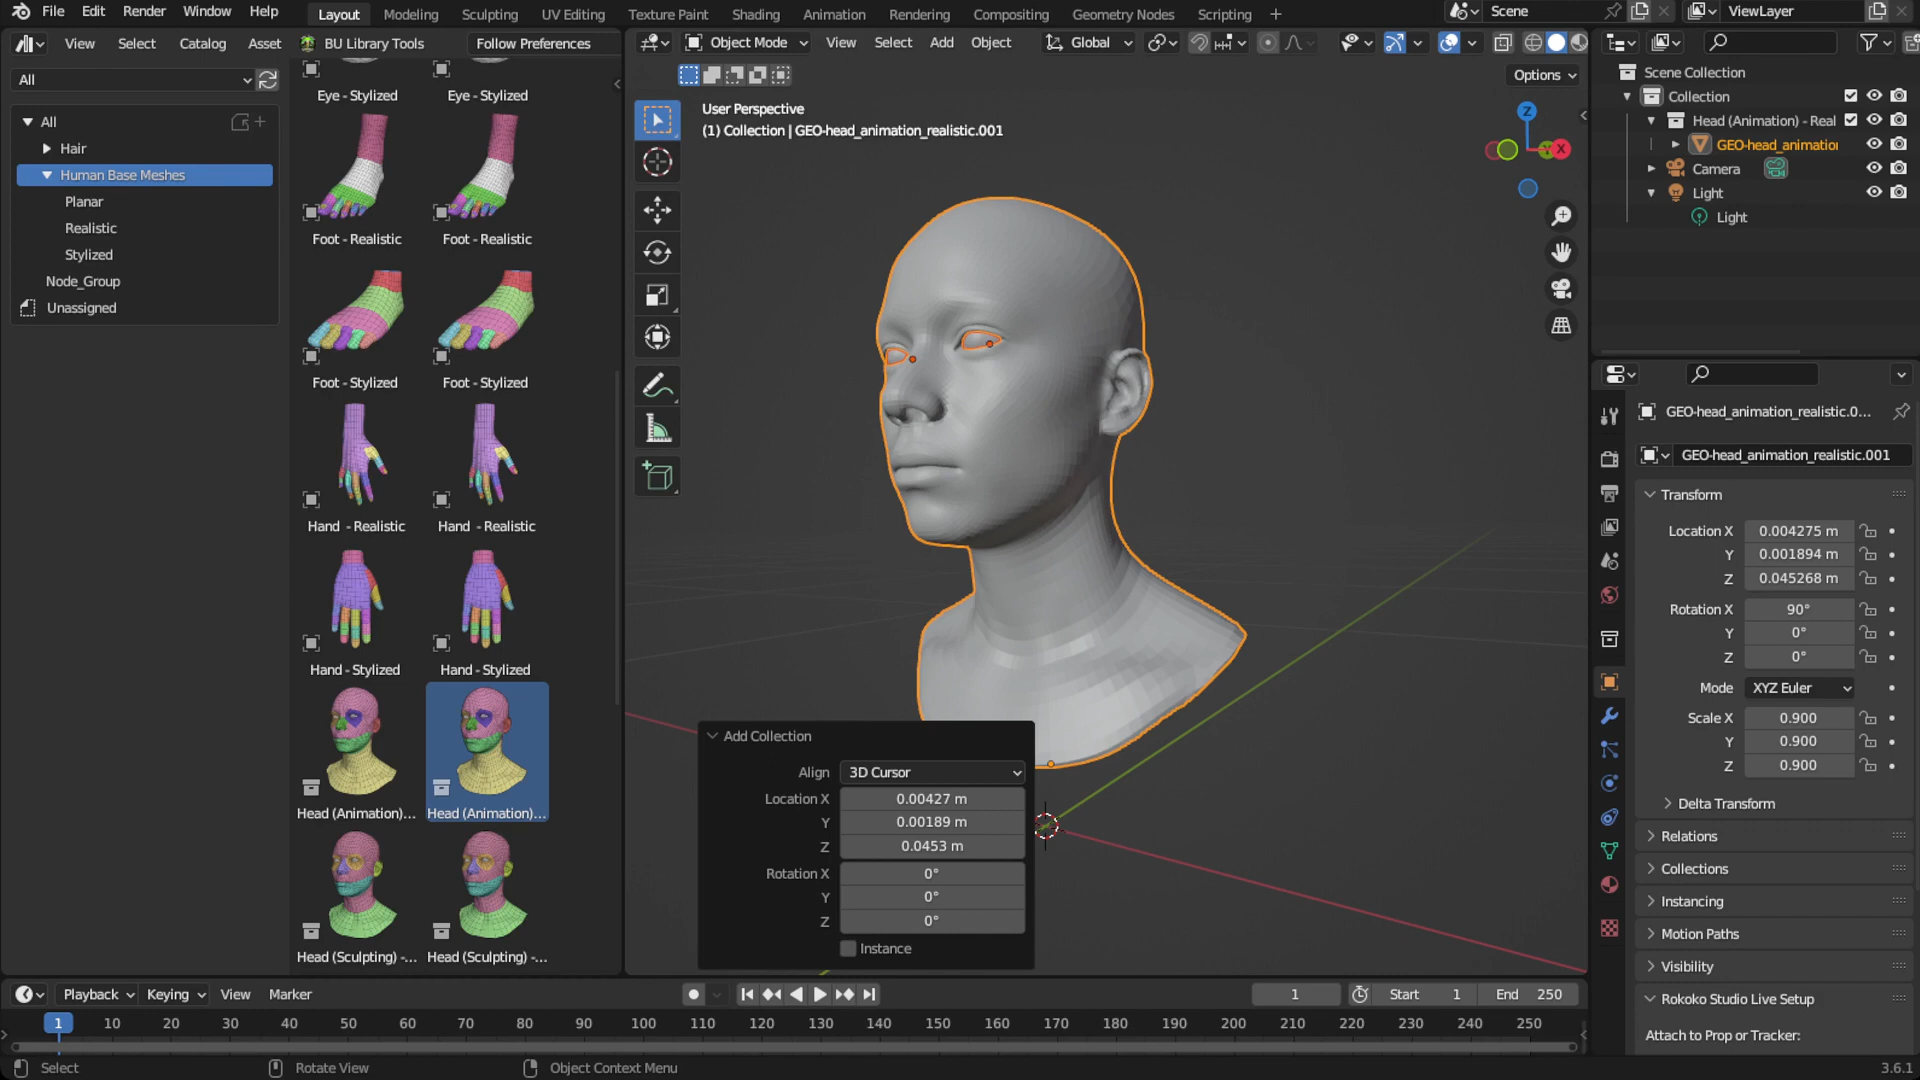 File Edit Render Window Help
Layout Modeling Sculpting UV Editing Texture Paint Shading Animation Rendering Compositing Geometry Nodes Scripting +
Scene
ViewLayer
View Select Catalog Asset BU Library Tools Follow Preferences
Object Mode View Select Add Object Global
Options
All
All
Hair
Human Base Meshes
Planar
Realistic
Stylized
Node_Group
Unassigned
Eye - Stylized Eye - Stylized
Foot - Realistic Foot - Realistic
Foot - Stylized Foot - Stylized
Hand - Realistic Hand - Realistic
Hand - Stylized Hand - Stylized
Head (Animation)... Head (Animation)...
Head (Sculpting) -... Head (Sculpting) -...
User Perspective
(1) Collection | GEO-head_animation_realistic.001
Z
X
Add Collection
Align 3D Cursor
Location X 0.00427 m
Y 0.00189 m
Z 0.0453 m
Rotation X 0°
Y 0°
Z 0°
Instance
Scene Collection
Collection
Head (Animation) - Real
GEO-head_animation
Camera
Light
Light
GEO-head_animation_realistic.0...
GEO-head_animation_realistic.001
Transform
Location X 0.004275 m
Y 0.001894 m
Z 0.045268 m
Rotation X 90°
Y 0°
Z 0°
Mode XYZ Euler
Scale X 0.900
Y 0.900
Z 0.900
Delta Transform
Relations
Collections
Instancing
Motion Paths
Visibility
Rokoko Studio Live Setup
Attach to Prop or Tracker:
Playback Keying View Marker
1 Start 1 End 250
1 10 20 30 40 50 60 70 80 90 100 110 120 130 140 150 160 170 180 190 200 210 220 230 240 250
Select Rotate View Object Context Menu 3.6.1